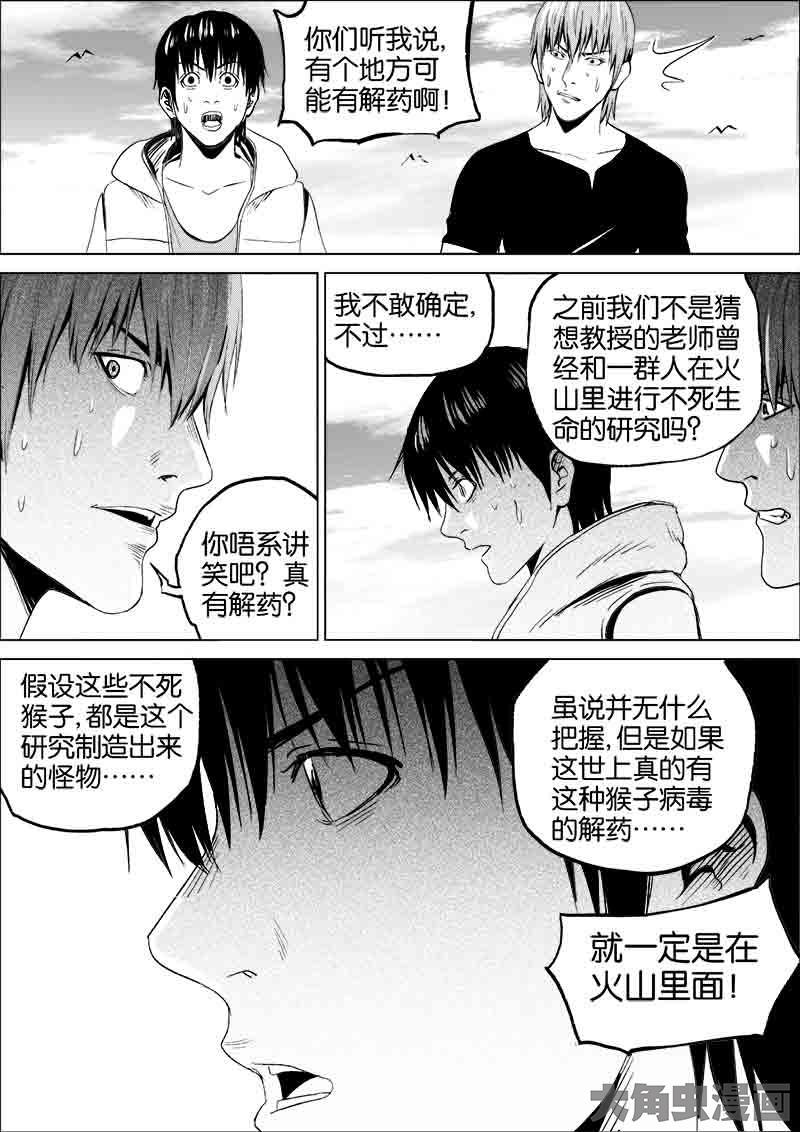 你们听我说,
有个地方可
能有解药啊!
你唔系讲
笑吧？真
有解药？
我不敢确定,
不过……
之前我们不是猜
想教授的老师曾
经和一群人在火
山里进行不死生
命的研究吗？
假设这些不死
猴子,都是这个
研究制造出来
的怪物……
虽说并无什么
把握,但是如果
这世上真的有
这种猴子病毒
的解药……
就一定是在
火山里面!
大角虫漫画